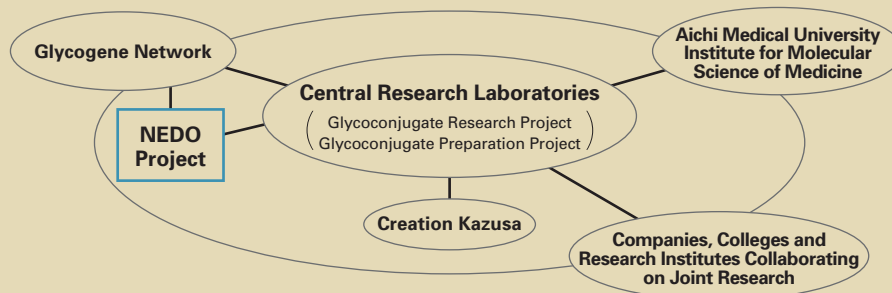 Glycogene Network
Aichi Medical University
Institute for Molecular
Science of Medicine
Central Research Laboratories
Glycoconjugate Research Project
Glycoconjugate Preparation Project
NEDO
Project
Creation Kazusa
Companies, Colleges and
Research Institutes Collaborating
on Joint Research